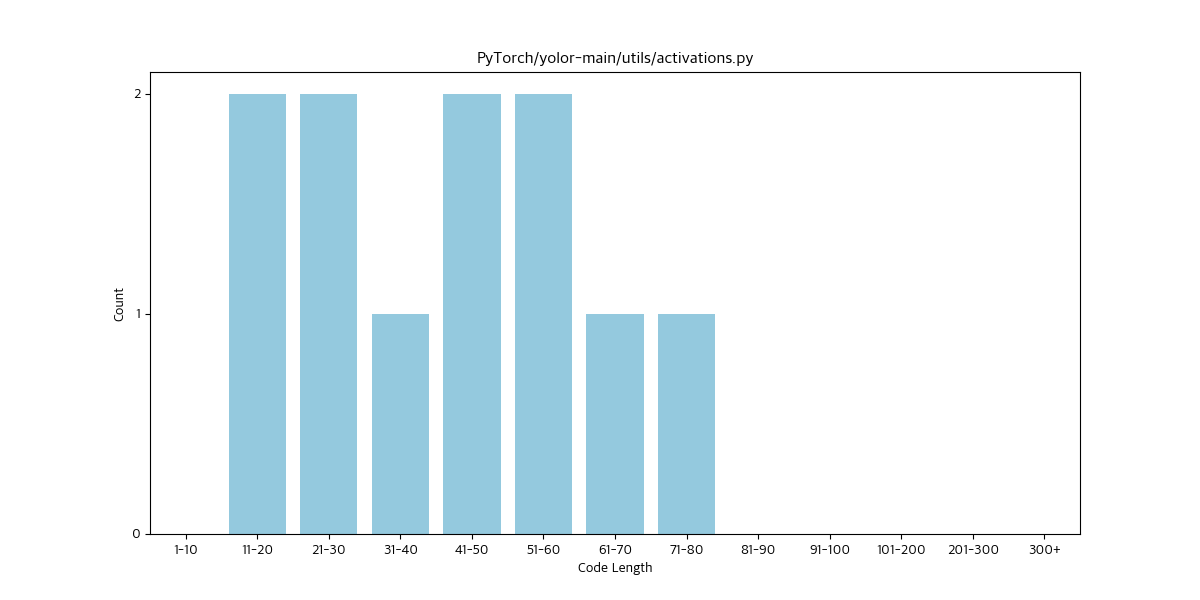 PyTorch/yolor-main/utils/activations.py
2
1
0
Count
1-10 11-20 21-30 31-40 41-50 51-60 61-70 71-80 81-90 91-100 101-200 201-300 300+
Code Length